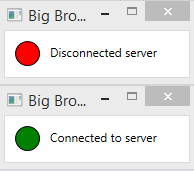 Big Bro...
Disconnected server
Big Bro...
Connected to server